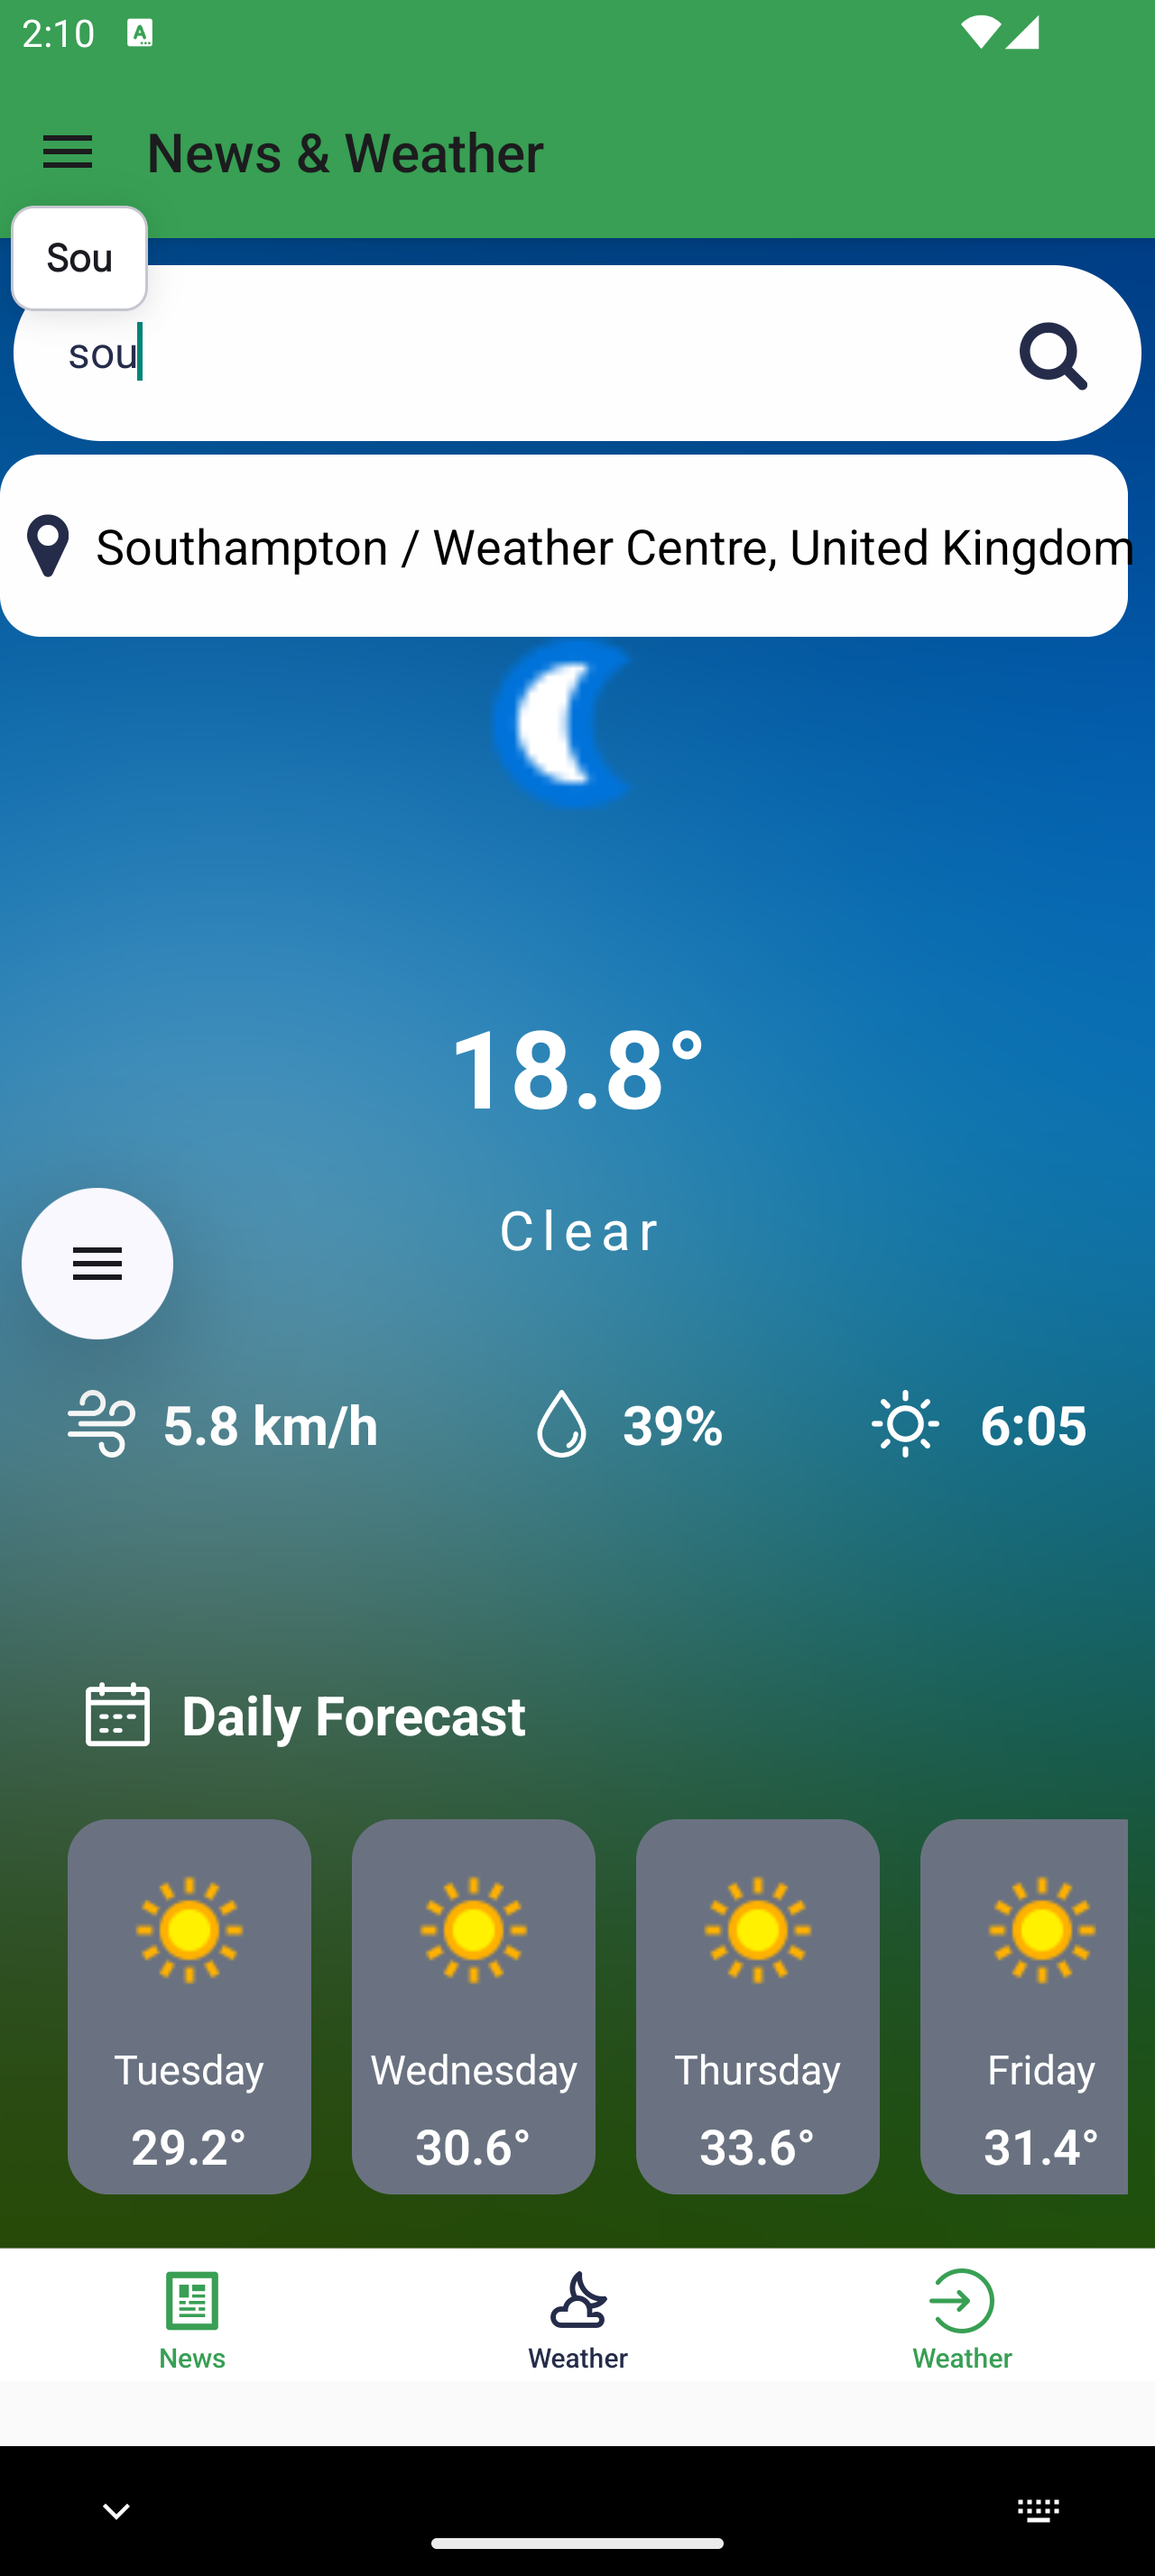 2:10
News & Weather
Sou
sou
Southampton / Weather Centre, United Kingdom
18.8°
Clear
5.8 km/h 39% 6:05
Daily Forecast
Tuesday Wednesday Thursday Friday
29.2° 30.6° 33.6° 31.4°
News Weather Weather